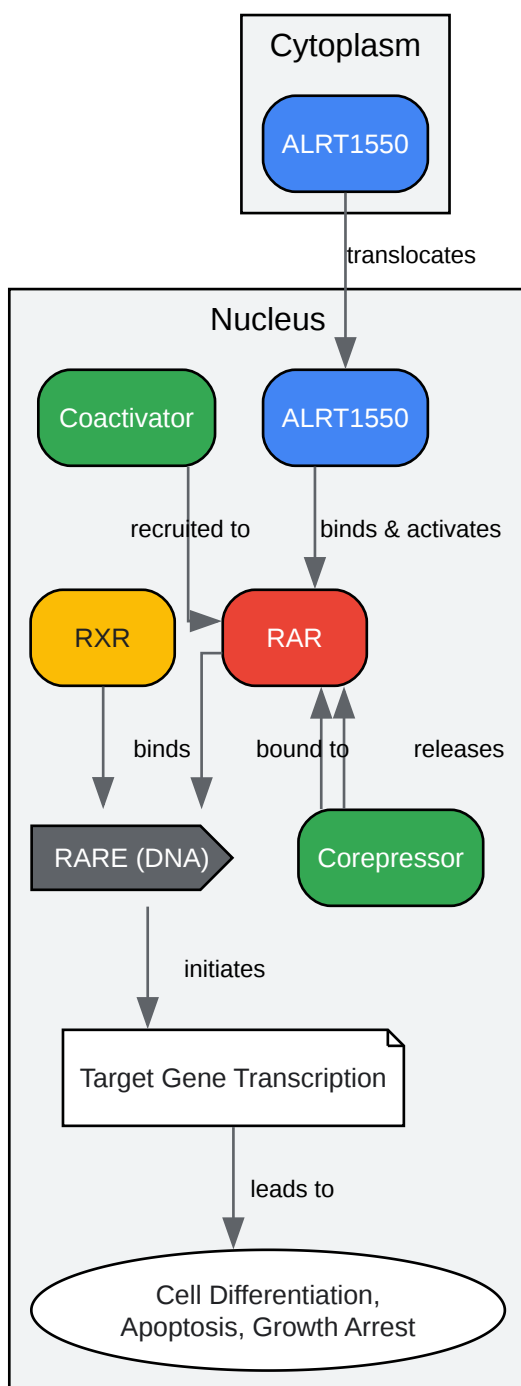 Cytoplasm
ALRT1550
translocates
Nucleus
Coactivator
ALRT1550
recruited to
binds & activates
RXR
RAR
binds
bound to
releases
RARE (DNA)
Corepressor
initiates
Target Gene Transcription
leads to
Cell Differentiation,
Apoptosis, Growth Arrest